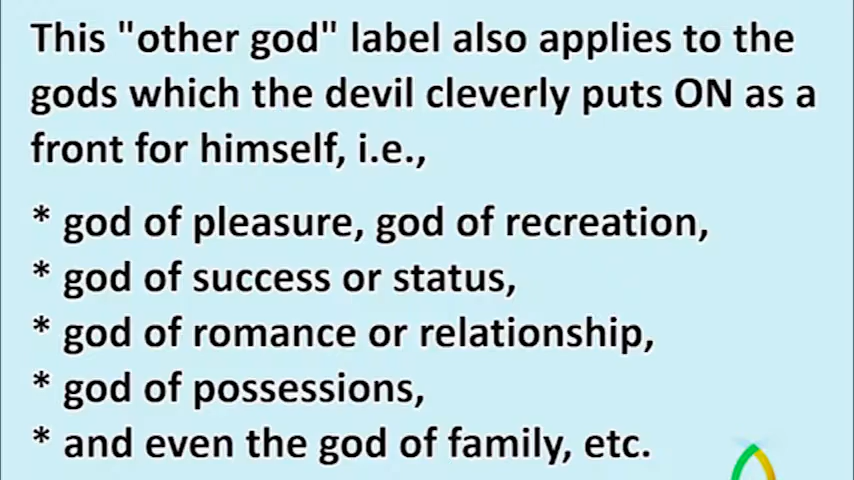 This "other god" label also applies to the
gods which the devil cleverly puts ON as a
front for himself, i.e.,
* god of pleasure, god of recreation,
* god of success or status,
* god of romance or relationship,
* god of possessions,
* and even the god of family, etc.